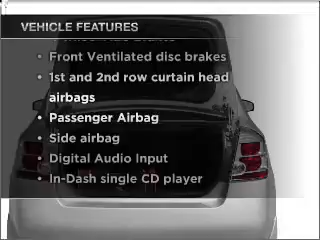 VEHICLE FEATURES
• Front Ventilated disc brakes
• 1st and 2nd row curtain head
airbags
• Passenger Airbag
• Side airbag
• Digital Audio Input
• In-Dash single CD player